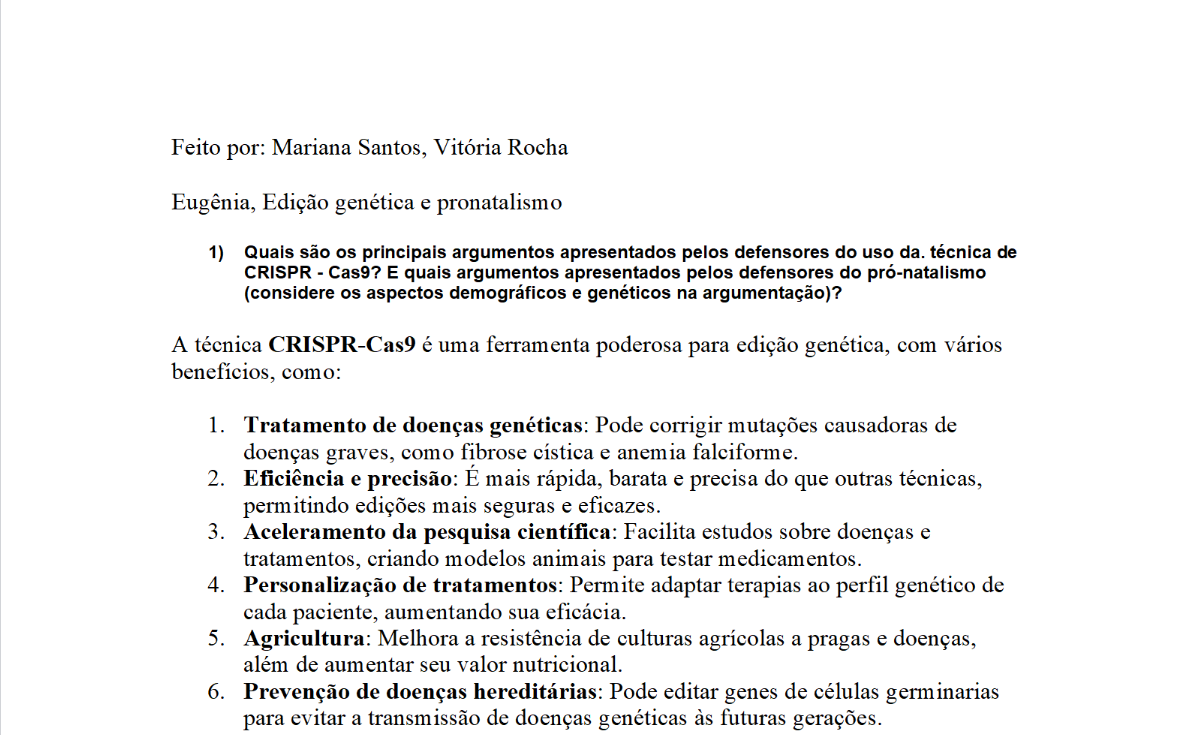 Feito por: Mariana Santos, Vitória Rocha
Eugênia, Edição genética e pronatalismo
1) Quais são os principais argumentos apresentados pelos defensores do uso da. técnica de
CRISPR - Cas9? E quais argumentos apresentados pelos defensores do pró-natalismo
(considere os aspectos demográficos e genéticos na argumentação)?
A técnica CRISPR-Cas9 é uma ferramenta poderosa para edição genética, com vários
benefícios, como:
1. Tratamento de doenças genéticas: Pode corrigir mutações causadoras de
doenças graves, como fibrose cística e anemia falciforme.
2. Eficiência e precisão: É mais rápida, barata e precisa do que outras técnicas,
permitindo edições mais seguras e eficazes.
3. Aceleramento da pesquisa científica: Facilita estudos sobre doenças e
tratamentos, criando modelos animais para testar medicamentos.
4. Personalização de tratamentos: Permite adaptar terapias ao perfil genético de
cada paciente, aumentando sua eficácia.
5. Agricultura: Melhora a resistência de culturas agrícolas a pragas e doenças,
além de aumentar seu valor nutricional.
6. Prevenção de doenças hereditárias: Pode editar genes de células germinarias
para evitar a transmissão de doenças genéticas às futuras gerações.